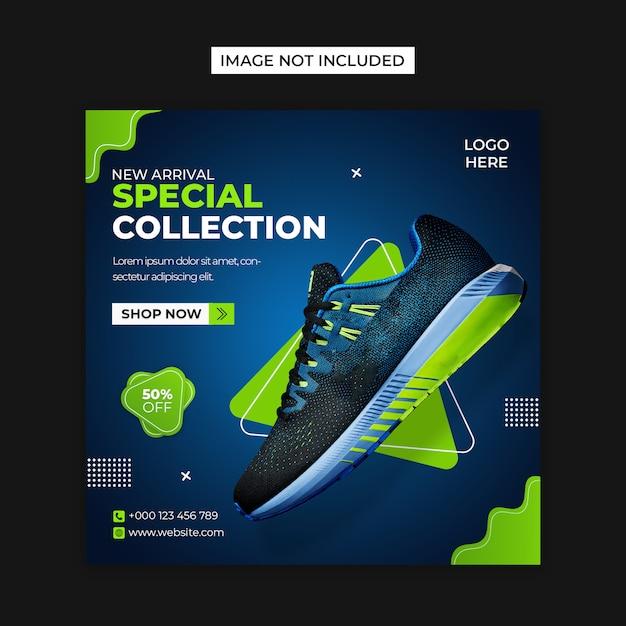 IMAGE NOT INCLUDED
LOGO
HERE
NEW ARRIVAL
SPECIAL
COLLECTION
Lorem ipsum dolor sit amet, con-
sectetur adipiscing elit.
SHOP NOW
50%
OFF
+000 123 456 789
www.website.com